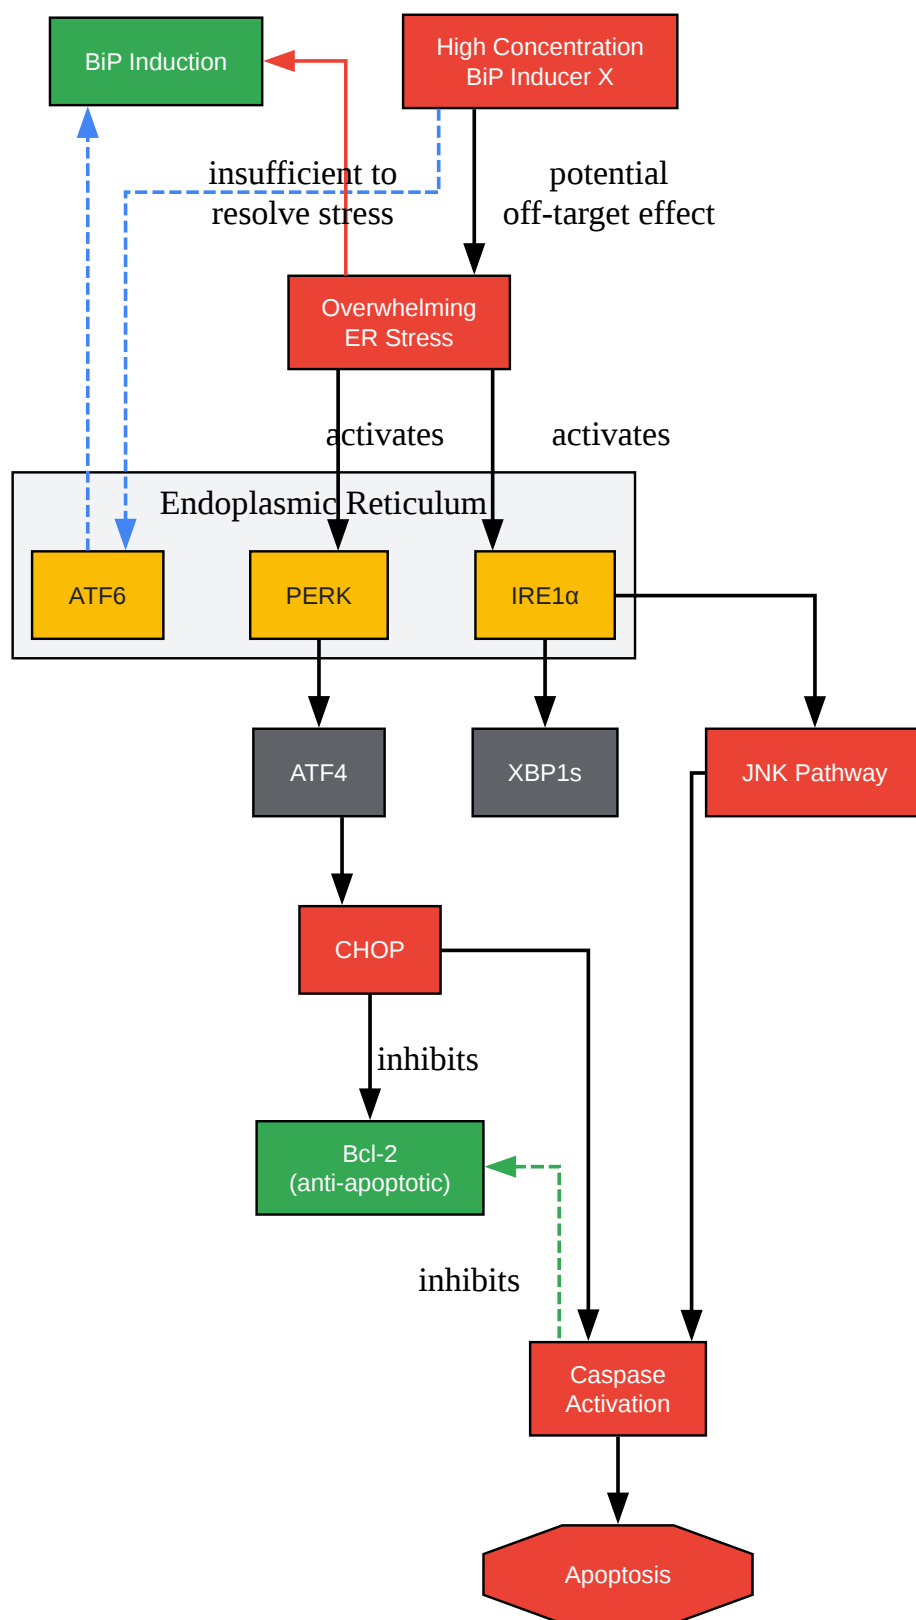 BiP Induction
High Concentration
BiP Inducer X
insufficient to
resolve stress
potential
off-target effect
Overwhelming
ER Stress
activates
activates
Endoplasmic Reticulum
ATF6
PERK
IRE1α
ATF4
XBP1s
JNK Pathway
CHOP
inhibits
Bcl-2
(anti-apoptotic)
inhibits
Caspase
Activation
Apoptosis